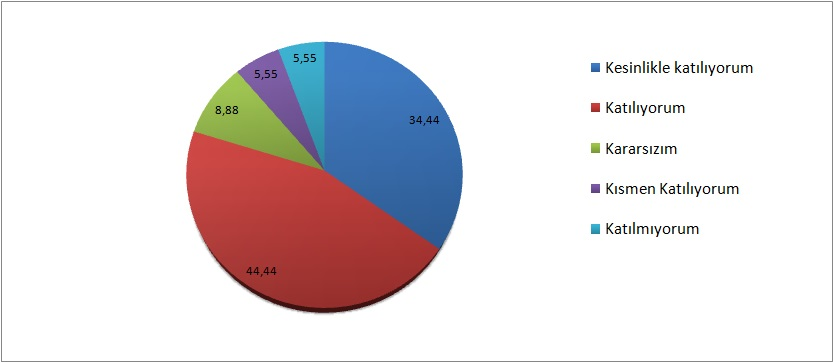 5,55
5,55
8,88
34,44
44,44
Kesinlikle katılıyorum
Katılıyorum
Kararsızım
Kısmen Katılıyorum
Katılmıyorum